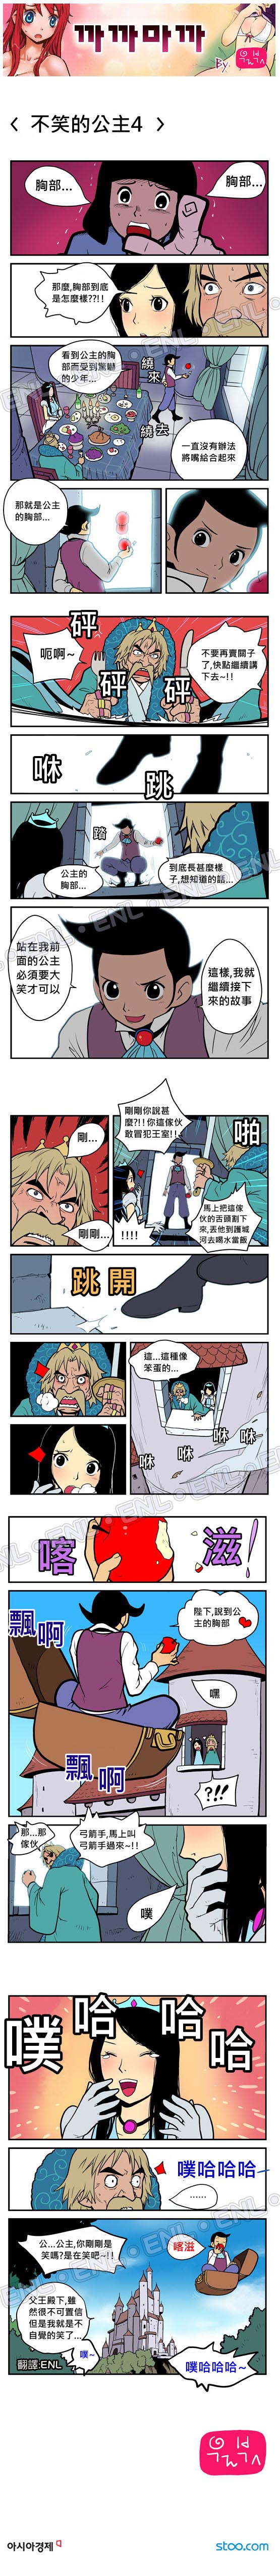 까까마까
By.
< 不笑的公主4 >
胸部...
胸部...
那麼,胸部到底
是怎麼樣??!!
看到公主的胸
部而受到驚嚇
的少年...
繞
來
繞
去
一直沒有辦法
將嘴給合起來
那就是公主
的胸部...
砰
呃啊~
砰
砰
不要再賣關子
了,快點繼續講
下去~!!
咻
跳
踏
公主的
胸部...
到底長甚麼樣
子,想知道的話...
站在我前
面的公主
必須要大
笑才可以
這樣,我就
繼續接下
來的故事
剛...
剛剛...
剛剛你說甚
麼?!! 你這傢伙
敢冒犯王室!!
啪
!!!!
馬上把這傢
伙的舌頭割下
來,丟他到護城
河去喝水當飯
跳開
這...這種像
笨蛋的...
咻
咻
咻
咻
喀
滋
!
飄
啊
陛下,說到公
主的胸部
嘿
飄
啊
?!!
那...那
傢伙
弓箭手,馬上叫
弓箭手過來~!!
噗
噗
哈
哈
哈
噗哈哈哈
......
公...公主,你剛剛是
笑嗎?是在笑吧~!!
喀滋
父王殿下,雖
然很不可置信
但是我就是不
自覺的笑了...
噗~
噗哈哈哈~
翻譯:ENL
아시아경제
stoo.com